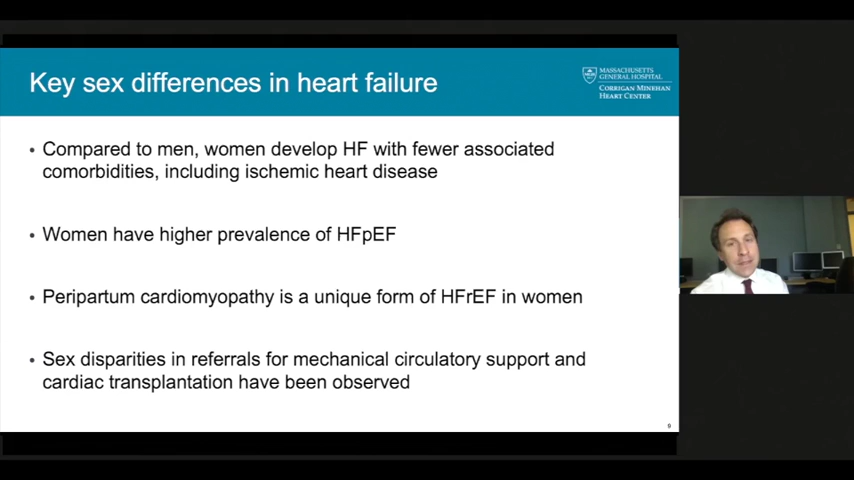 Key sex differences in heart failure
MASSACHUSETTS
GENERAL HOSPITAL
CORRIGAN MINEHAN
HEART CENTER
• Compared to men, women develop HF with fewer associated
comorbidities, including ischemic heart disease
• Women have higher prevalence of HFpEF
• Peripartum cardiomyopathy is a unique form of HFrEF in women
• Sex disparities in referrals for mechanical circulatory support and
cardiac transplantation have been observed
9